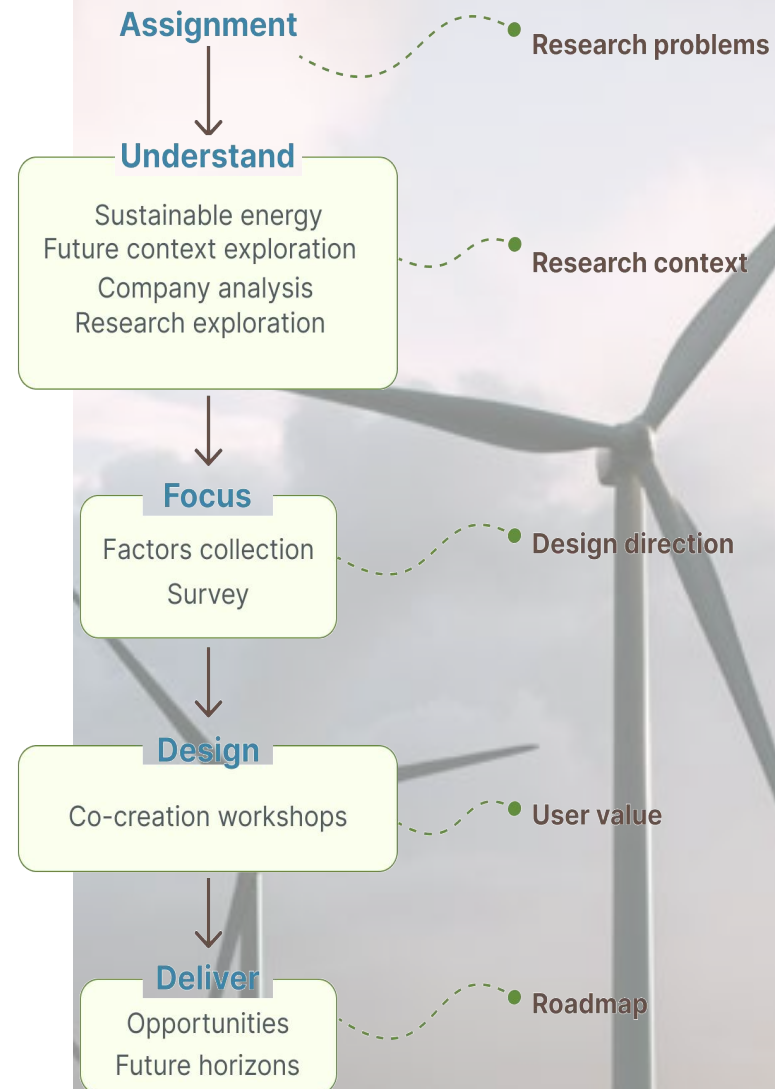 Assignment
Research problems
Understand
Sustainable energy
Future context exploration
Company analysis
Research exploration
Research context
Focus
Factors collection
Survey
Design direction
Design
Co-creation workshops
User value
Deliver
Opportunities
Future horizons
Roadmap